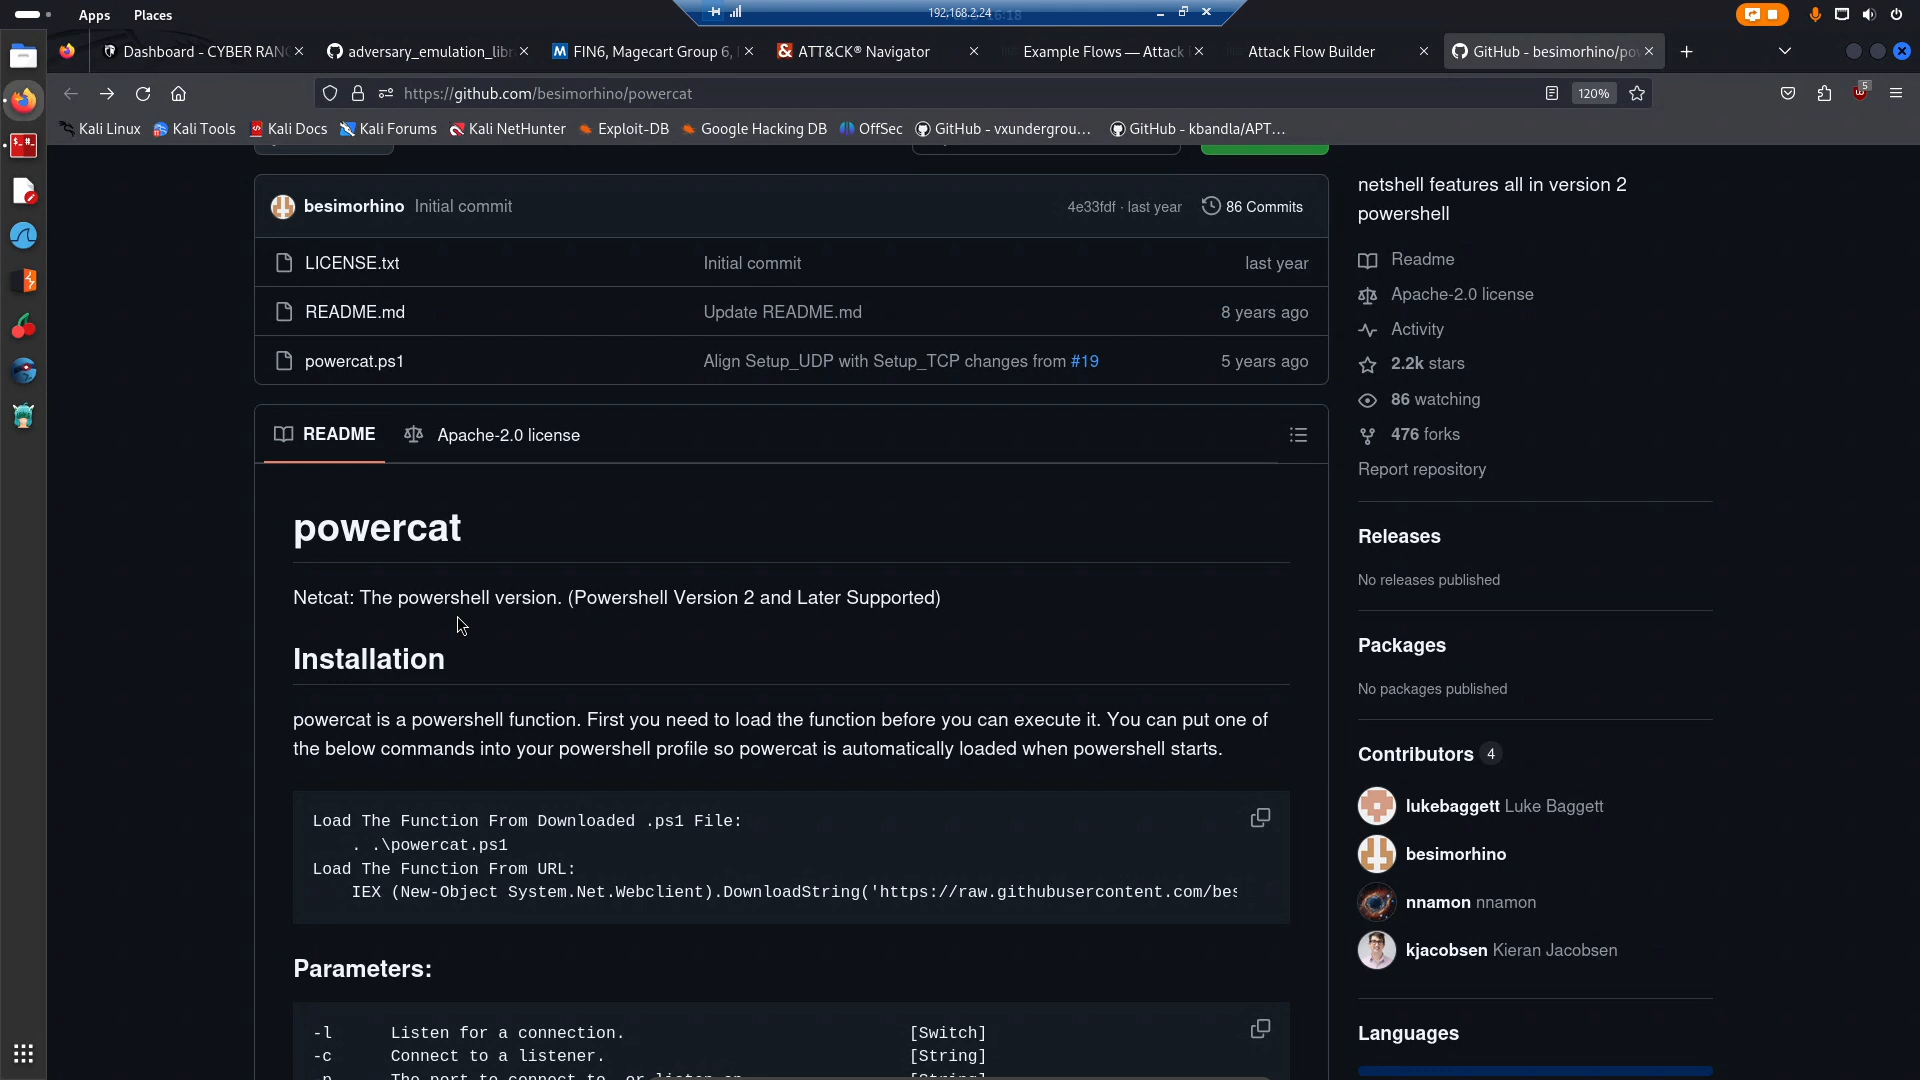 Apps Places
192.168.2.24
Dashboard - CYBER RANG
adversary_emulation_libr
FIN6, Magecart Group 6,
ATT&CK® Navigator
Example Flows — Attack
Attack Flow Builder
GitHub - besimorhino/pow
https://github.com/besimorhino/powercat
120%
5
Kali Linux
Kali Tools
Kali Docs
Kali Forums
Kali NetHunter
Exploit-DB
Google Hacking DB
OffSec
GitHub - vxundergrou...
GitHub - kbandla/APT...
besimorhino Initial commit
4e33fdf · last year
86 Commits
LICENSE.txt Initial commit last year
README.md Update README.md 8 years ago
powercat.ps1 Align Setup_UDP with Setup_TCP changes from #19 5 years ago
README
Apache-2.0 license
powercat
Netcat: The powershell version. (Powershell Version 2 and Later Supported)
Installation
powercat is a powershell function. First you need to load the function before you can execute it. You can put one of
the below commands into your powershell profile so powercat is automatically loaded when powershell starts.
Load The Function From Downloaded .ps1 File:
. .\powercat.ps1
Load The Function From URL:
IEX (New-Object System.Net.Webclient).DownloadString('https://raw.githubusercontent.com/bes
Parameters:
-l Listen for a connection. [Switch]
-c Connect to a listener. [String]
netshell features all in version 2
powershell
Readme
Apache-2.0 license
Activity
2.2k stars
86 watching
476 forks
Report repository
Releases
No releases published
Packages
No packages published
Contributors 4
lukebaggett Luke Baggett
besimorhino
nnamon nnamon
kjacobsen Kieran Jacobsen
Languages